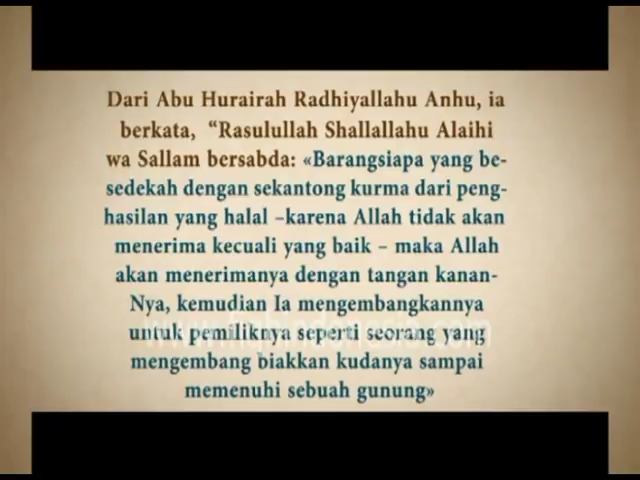 Dari Abu Hurairah Radhiyallahu Anhu, ia
berkata, “Rasulullah Shallallahu Alaihi
wa Sallam bersabda: «Barangsiapa yang be-
sedekah dengan sekantong kurma dari peng-
hasilan yang halal –karena Allah tidak akan
menerima kecuali yang baik – maka Allah
akan menerimanya dengan tangan kanan-
Nya, kemudian Ia mengembangkannya
untuk pemiliknya seperti seorang yang
mengembang biakkan kudanya sampai
memenuhi sebuah gunung»